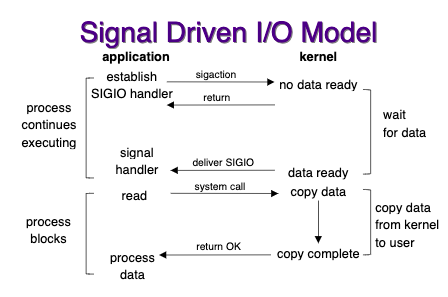 Signal Driven I/O Model
application kernel
establish
SIGIO handler
sigaction
no data ready
return
process
continues
executing
wait
for data
signal
handler
deliver SIGIO
data ready
read
system call
copy data
process
blocks
copy data
from kernel
to user
return OK
copy complete
process
data